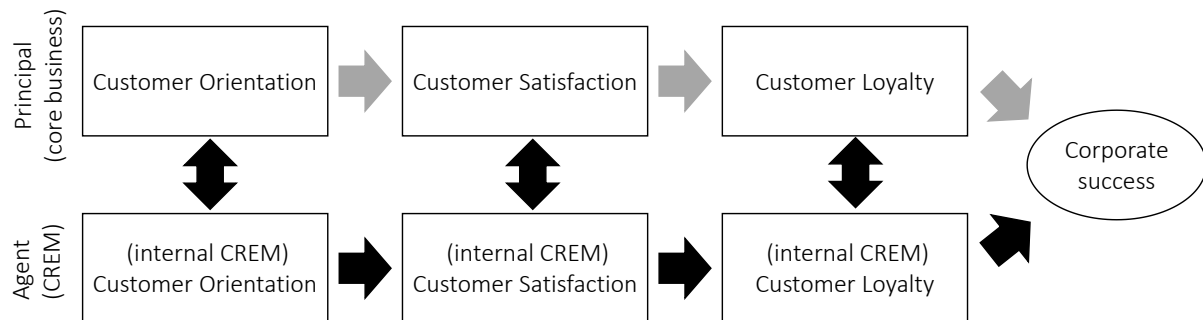 Principal
(core business)
Customer Orientation
Customer Satisfaction
Customer Loyalty
Corporate
success
Agent
(CREM)
(internal CREM)
Customer Orientation
(internal CREM)
Customer Satisfaction
(internal CREM)
Customer Loyalty